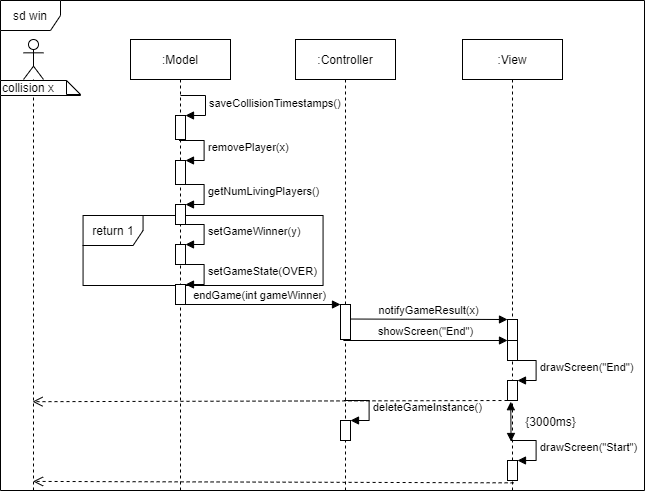 sd win
:Model
:Controller
:View
collision x
saveCollisionTimestamps()
removePlayer(x)
getNumLivingPlayers()
return 1
setGameWinner(y)
setGameState(OVER)
endGame(int gameWinner)
notifyGameResult(x)
showScreen("End")
drawScreen("End")
deleteGameInstance()
{3000ms}
drawScreen("Start")